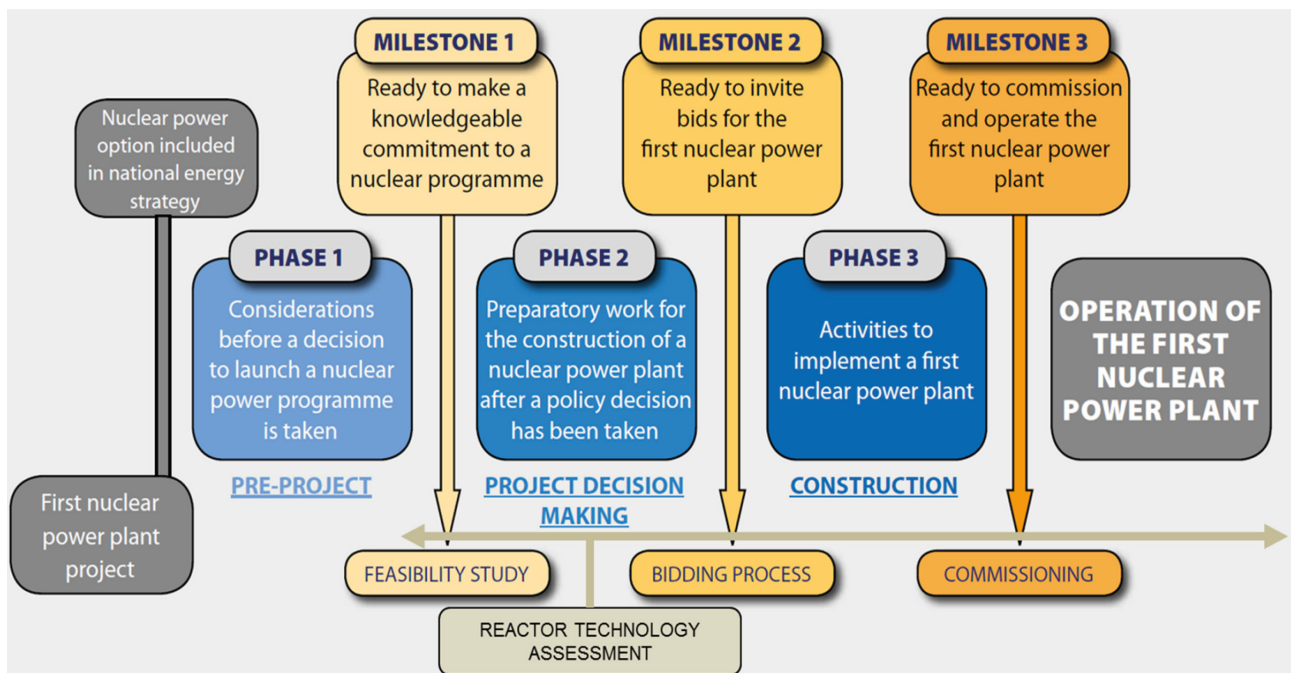 MILESTONE 1
Ready to make a
knowledgeable
commitment to a
nuclear programme
MILESTONE 2
Ready to invite
bids for the
first nuclear power
plant
MILESTONE 3
Ready to commission
and operate the
first nuclear power
plant
Nuclear power
option included
in national energy
strategy
PHASE 1
Considerations
before a decision
to launch a nuclear
power programme
is taken
PRE-PROJECT
PHASE 2
Preparatory work for
the construction of a
nuclear power plant
after a policy decision
has been taken
PROJECT DECISION
MAKING
PHASE 3
Activities to
implement a first
nuclear power plant
CONSTRUCTION
OPERATION OF
THE FIRST
NUCLEAR
POWER PLANT
First nuclear
power plant
project
FEASIBILITY STUDY
BIDDING PROCESS
COMMISSIONING
REACTOR TECHNOLOGY
ASSESSMENT